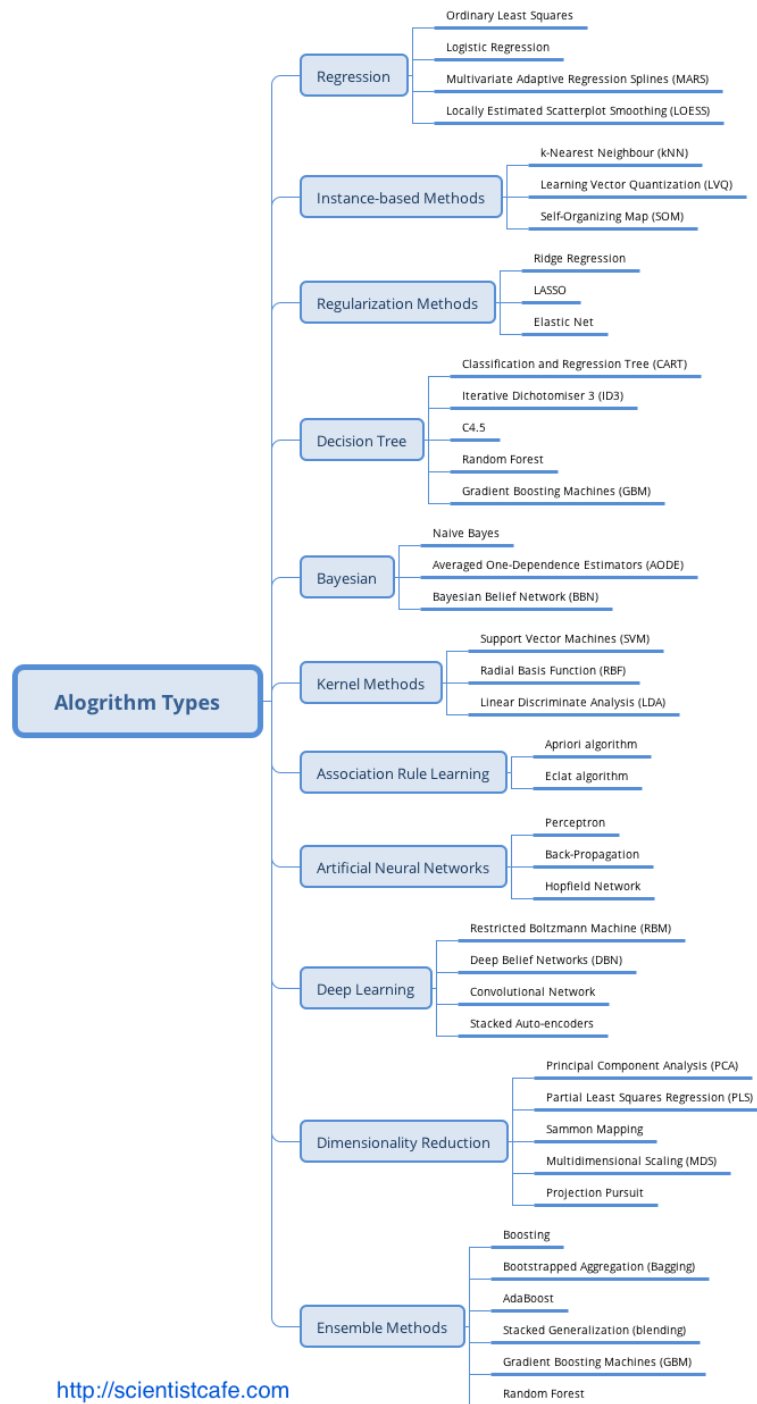 Ordinary Least Squares
Logistic Regression
Regression
Multivariate Adaptive Regression Splines (MARS)
Locally Estimated Scatterplot Smoothing (LOESS)
k-Nearest Neighbour (kNN)
Instance-based Methods
Learning Vector Quantization (LVQ)
Self-Organizing Map (SOM)
Ridge Regression
Regularization Methods
LASSO
Elastic Net
Classification and Regression Tree (CART)
Iterative Dichotomiser 3 (ID3)
Decision Tree
C4.5
Random Forest
Gradient Boosting Machines (GBM)
Naive Bayes
Bayesian
Averaged One-Dependence Estimators (AODE)
Bayesian Belief Network (BBN)
Support Vector Machines (SVM)
Kernel Methods
Radial Basis Function (RBF)
Linear Discriminate Analysis (LDA)
Alogrithm Types
Apriori algorithm
Association Rule Learning
Eclat algorithm
Perceptron
Artificial Neural Networks
Back-Propagation
Hopfield Network
Restricted Boltzmann Machine (RBM)
Deep Belief Networks (DBN)
Deep Learning
Convolutional Network
Stacked Auto-encoders
Principal Component Analysis (PCA)
Partial Least Squares Regression (PLS)
Dimensionality Reduction
Sammon Mapping
Multidimensional Scaling (MDS)
Projection Pursuit
Boosting
Bootstrapped Aggregation (Bagging)
AdaBoost
Ensemble Methods
Stacked Generalization (blending)
Gradient Boosting Machines (GBM)
Random Forest
http://scientistcafe.com